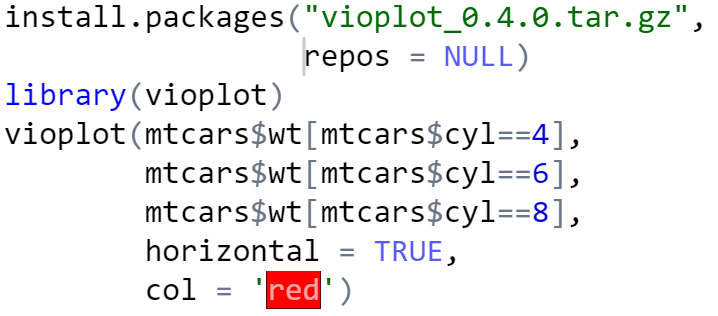 install.packages("vioplot_0.4.0.tar.gz",
                 repos = NULL)
library(vioplot)
vioplot(mtcars$wt[mtcars$cyl==4],
        mtcars$wt[mtcars$cyl==6],
        mtcars$wt[mtcars$cyl==8],
        horizontal = TRUE,
        col = 'red')